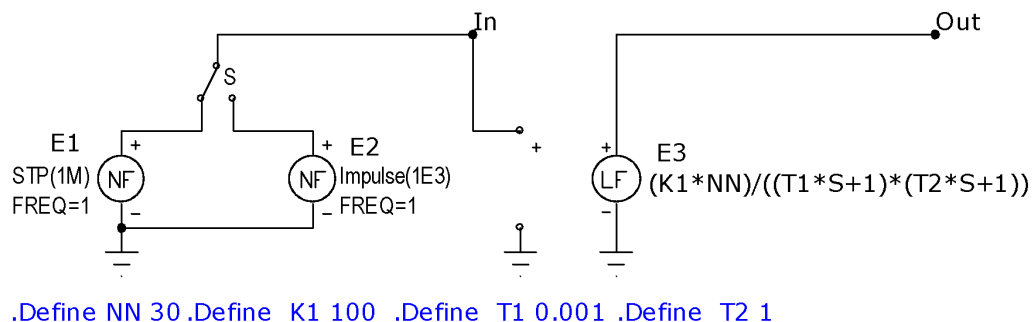 In
Out
S
E1
+
STP(1M)
NF
FREQ=1
−
+
E2
NF
Impulse(1E3)
FREQ=1
−
+
+
E3
LF
(K1*NN)/((T1*S+1)*(T2*S+1))
−
.Define NN 30 .Define K1 100 .Define T1 0.001 .Define T2 1